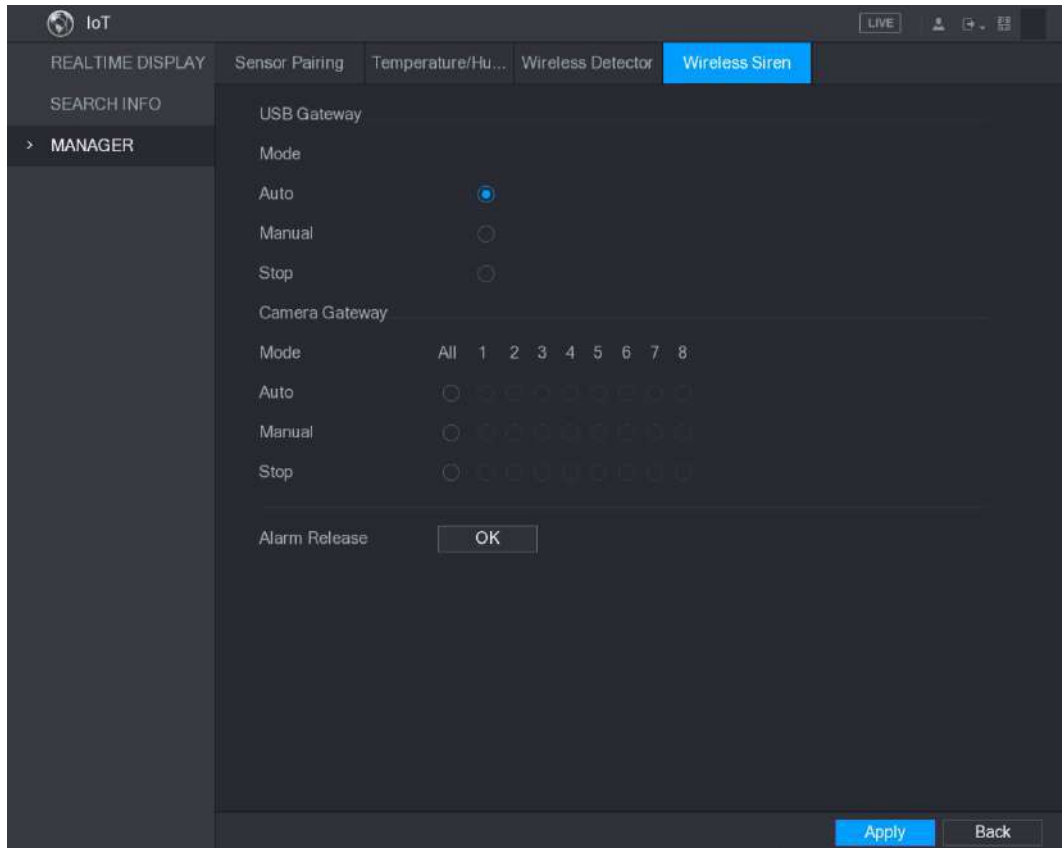 IoT LIVE
REALTIME DISPLAY
SEARCH INFO
> MANAGER
Sensor Pairing Temperature/Hu... Wireless Detector Wireless Siren
USB Gateway
Mode
Auto
Manual
Stop
Camera Gateway
Mode All 1 2 3 4 5 6 7 8
Auto
Manual
Stop
Alarm Release OK
Apply Back